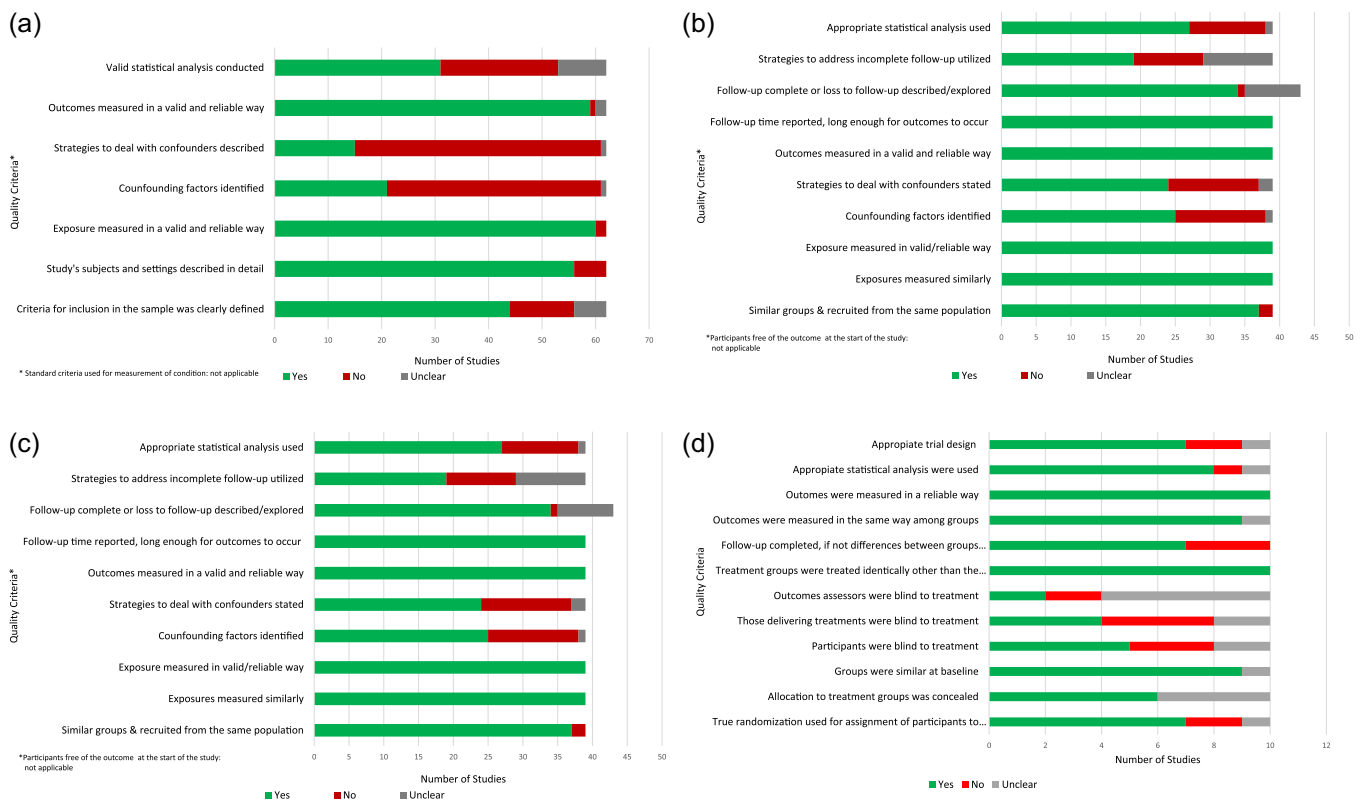 (a)
Valid statistical analysis conducted
Outcomes measured in a valid and reliable way
Strategies to deal with confounders described
Counfounding factors identified
Exposure measured in a valid and reliable way
Study's subjects and settings described in detail
Criteria for inclusion in the sample was clearly defined
Quality Criteria*
0 10 20 30 40 50 60 70
Number of Studies
* Standard criteria used for measurement of condition: not applicable
Yes No Unclear
(b)
Appropriate statistical analysis used
Strategies to address incomplete follow-up utilized
Follow-up complete or loss to follow-up described/explored
Follow-up time reported, long enough for outcomes to occur
Outcomes measured in a valid and reliable way
Strategies to deal with confounders stated
Counfounding factors identified
Exposure measured in valid/reliable way
Exposures measured similarly
Similar groups & recruited from the same population
Quality Criteria*
0 5 10 15 20 25 30 35 40 45 50
*Participants free of the outcome at the start of the study:
not applicable
Number of Studies
Yes No Unclear
(c)
Appropriate statistical analysis used
Strategies to address incomplete follow-up utilized
Follow-up complete or loss to follow-up described/explored
Follow-up time reported, long enough for outcomes to occur
Outcomes measured in a valid and reliable way
Strategies to deal with confounders stated
Counfounding factors identified
Exposure measured in valid/reliable way
Exposures measured similarly
Similar groups & recruited from the same population
Quality Criteria*
0 5 10 15 20 25 30 35 40 45 50
*Participants free of the outcome at the start of the study:
not applicable
Number of Studies
Yes No Unclear
(d)
Appropiate trial design
Appropiate statistical analysis were used
Outomes were measured in a reliable way
Outcomes were measured in the same way among groups
Follow-up completed, if not differences between groups...
Treatment groups were treated identically other than the...
Outcomes assessors were blind to treatment
Those delivering treatments were blind to treatment
Participants were blind to treatment
Groups were similar at baseline
Allocation to treatment groups was concealed
True randomization used for assignment of participants to...
Quality Criteria
0 2 4 6 8 10 12
Number of Studies
Yes No Unclear